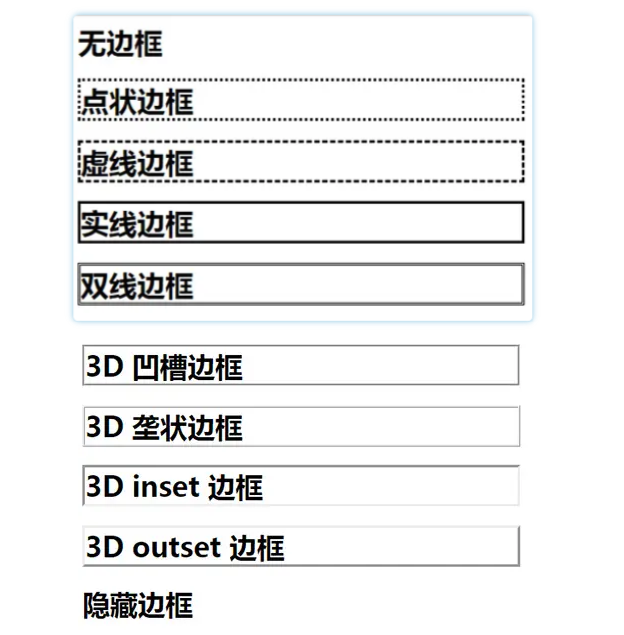 无边框
点状边框
虚线边框
实线边框
双线边框
3D 凹槽边框
3D 垄状边框
3D inset 边框
3D outset 边框
隐藏边框